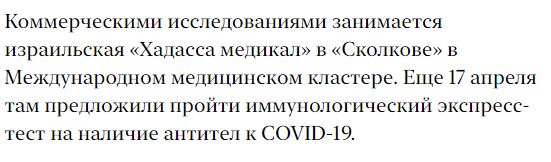 Коммерческими исследованиями занимается
израильская «Хадасса медикал» в «Сколкове» в
Международном медицинском кластере. Еще 17 апреля
там предложили пройти иммунологический экспресс-
тест на наличие антител к COVID-19.